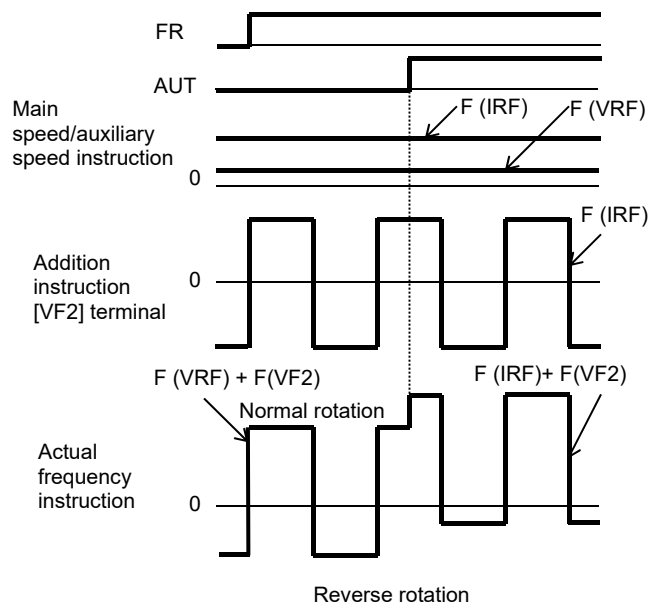 FR
AUT
Main
speed/auxiliary
speed instruction
F (IRF)
F (VRF)
0
F (IRF)
Addition
instruction
[VF2] terminal
0
F (VRF) + F(VF2)
F (IRF)+ F(VF2)
Normal rotation
Actual
frequency
instruction
0
Reverse rotation